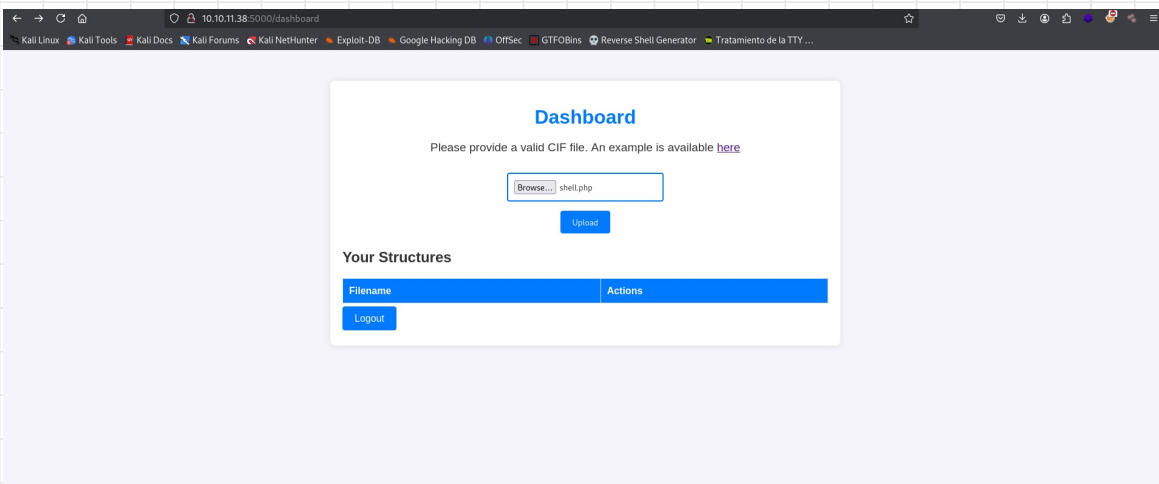 10.10.11.38:5000/dashboard
Kali Linux Kali Tools Kali Docs Kali Forums Kali NetHunter Exploit-DB Google Hacking DB OffSec GTFOBins Reverse Shell Generator Tratamiento de la TTY ...
Dashboard
Please provide a valid CIF file. An example is available here
Browse... shell.php
Upload
Your Structures
Filename Actions
Logout